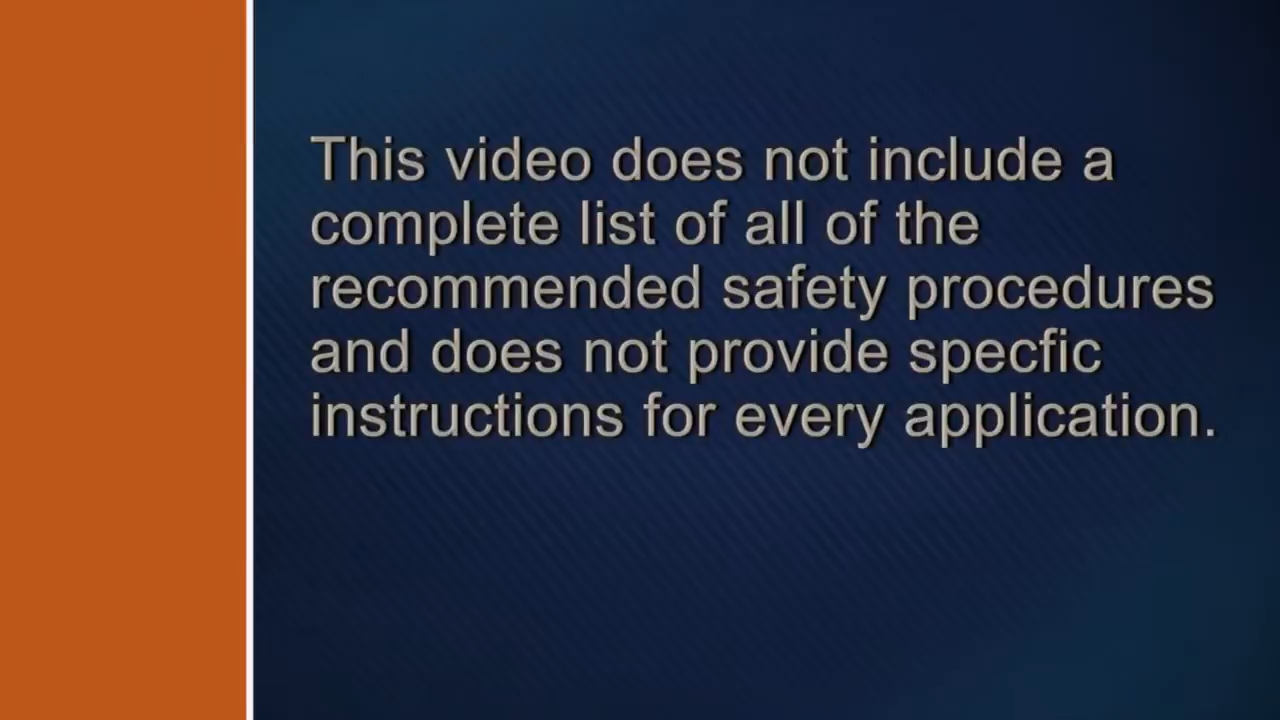 This video does not include a
complete list of all of the
recommended safety procedures
and does not provide specfic
instructions for every application.